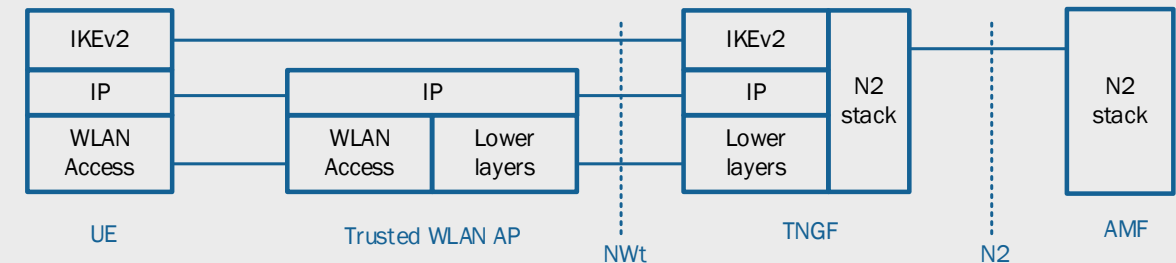 IKEv2
IP
WLAN
Access
UE
IP
WLAN
Access
Lower
layers
Trusted WLAN AP
NWt
IKEv2
IP
Lower
layers
N2
stack
TNGF
N2
N2
stack
AMF